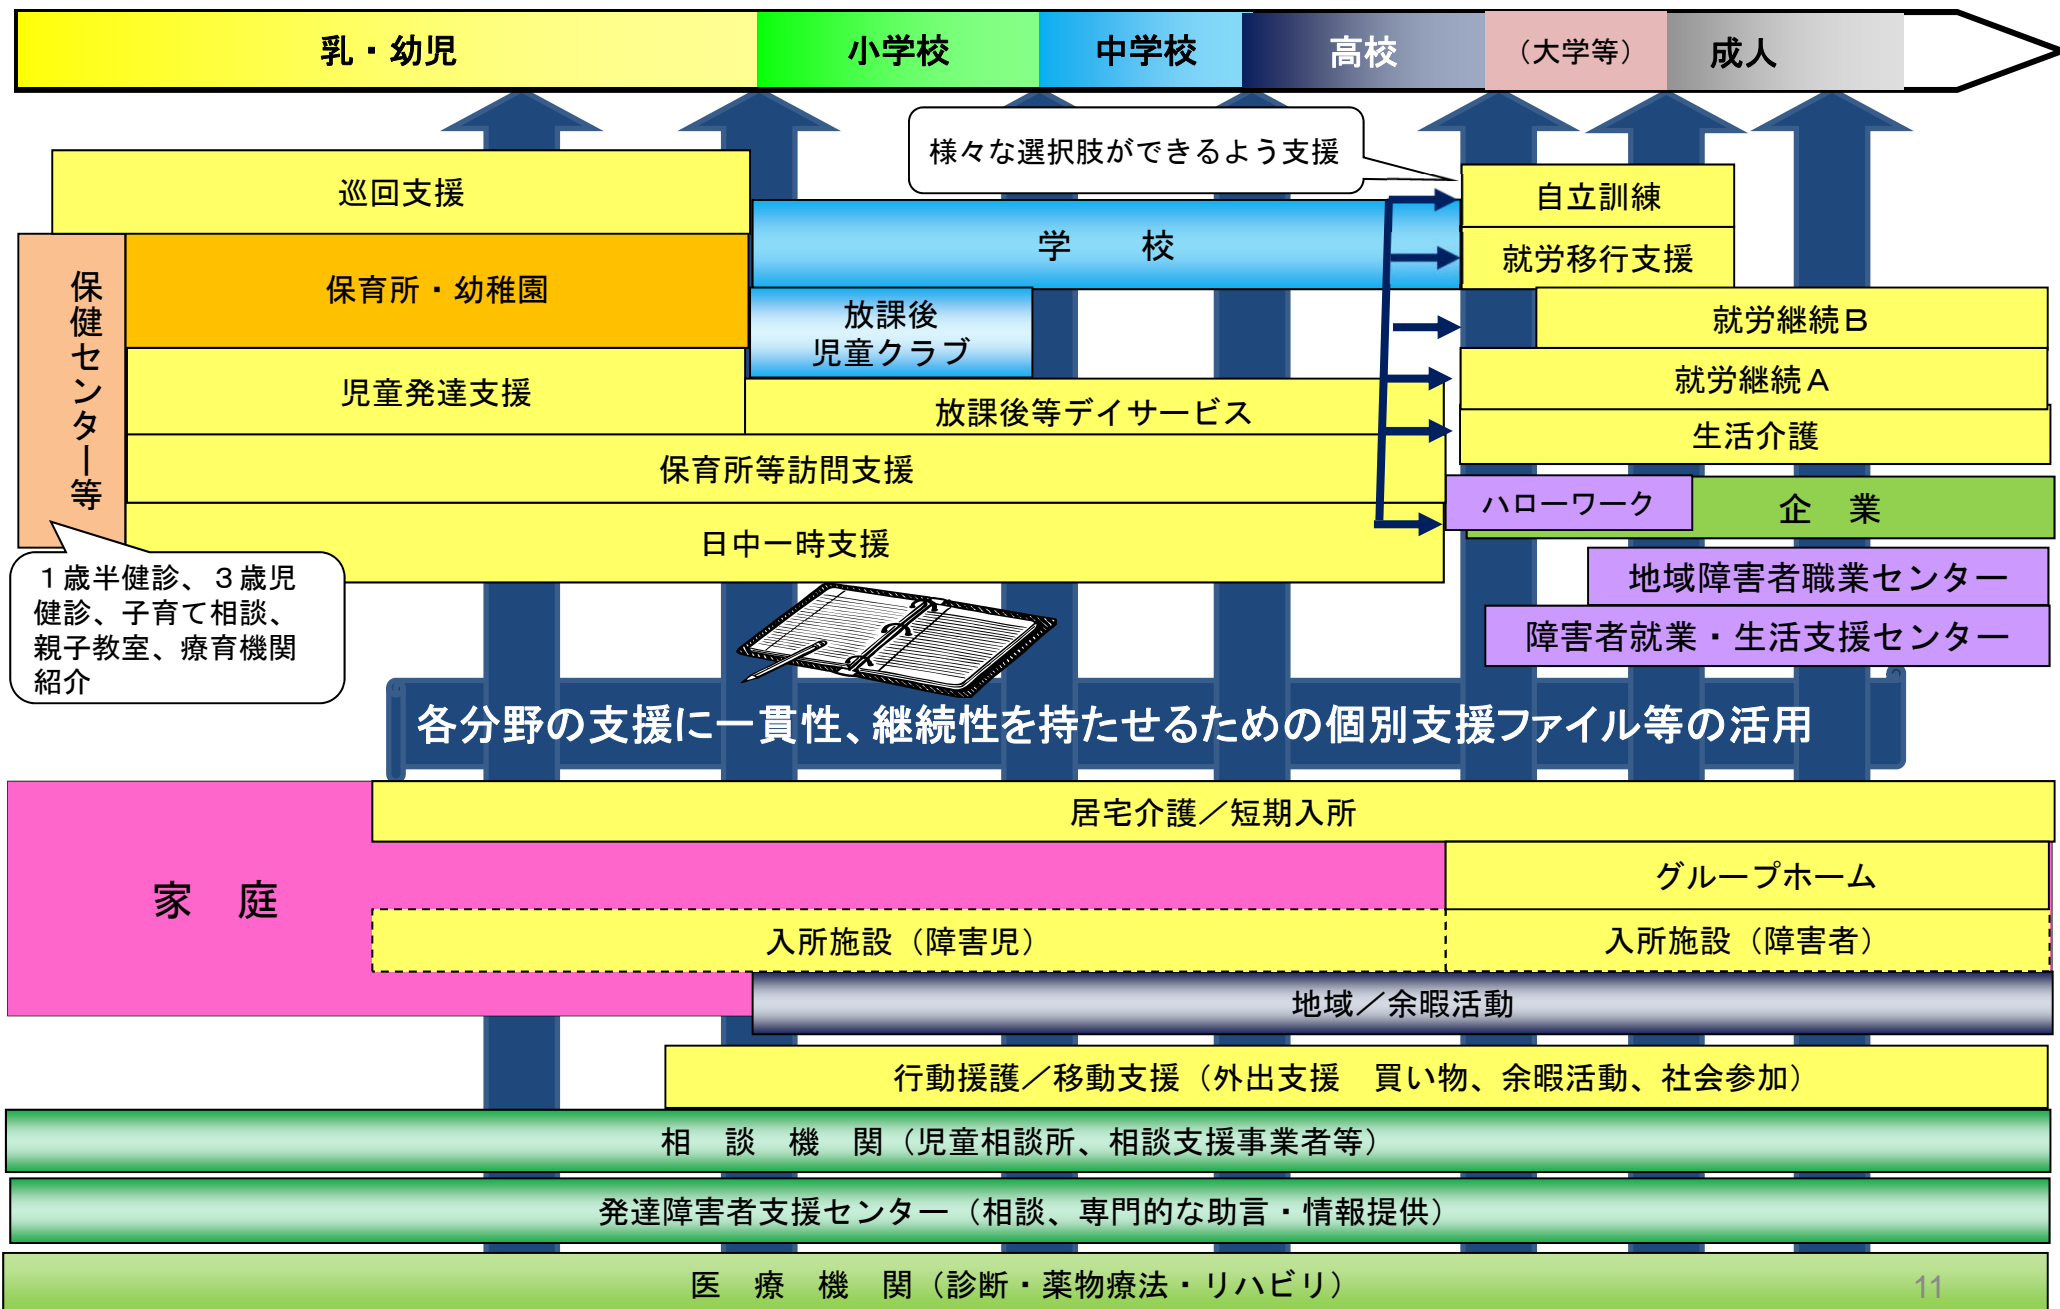 乳・幼児
小学校
中学校
高校
（大学等）
成人
様々な選択肢ができるよう支援
巡回支援
自立訓練
学　校
就労移行支援
保健センター等
保育所・幼稚園
放課後
児童クラブ
就労継続Ｂ
児童発達支援
就労継続Ａ
放課後等デイサービス
生活介護
保育所等訪問支援
ハローワーク
企　業
日中一時支援
１歳半健診、３歳児
健診、子育て相談、
親子教室、療育機関
紹介
地域障害者職業センター
障害者就業・生活支援センター
各分野の支援に一貫性、継続性を持たせるための個別支援ファイル等の活用
居宅介護／短期入所
家　庭
グループホーム
入所施設（障害児）
入所施設（障害者）
地域／余暇活動
行動援護／移動支援（外出支援　買い物、余暇活動、社会参加）
相　談　機　関（児童相談所、相談支援事業者等）
発達障害者支援センター（相談、専門的な助言・情報提供）
医　療　機　関（診断・薬物療法・リハビリ）
11